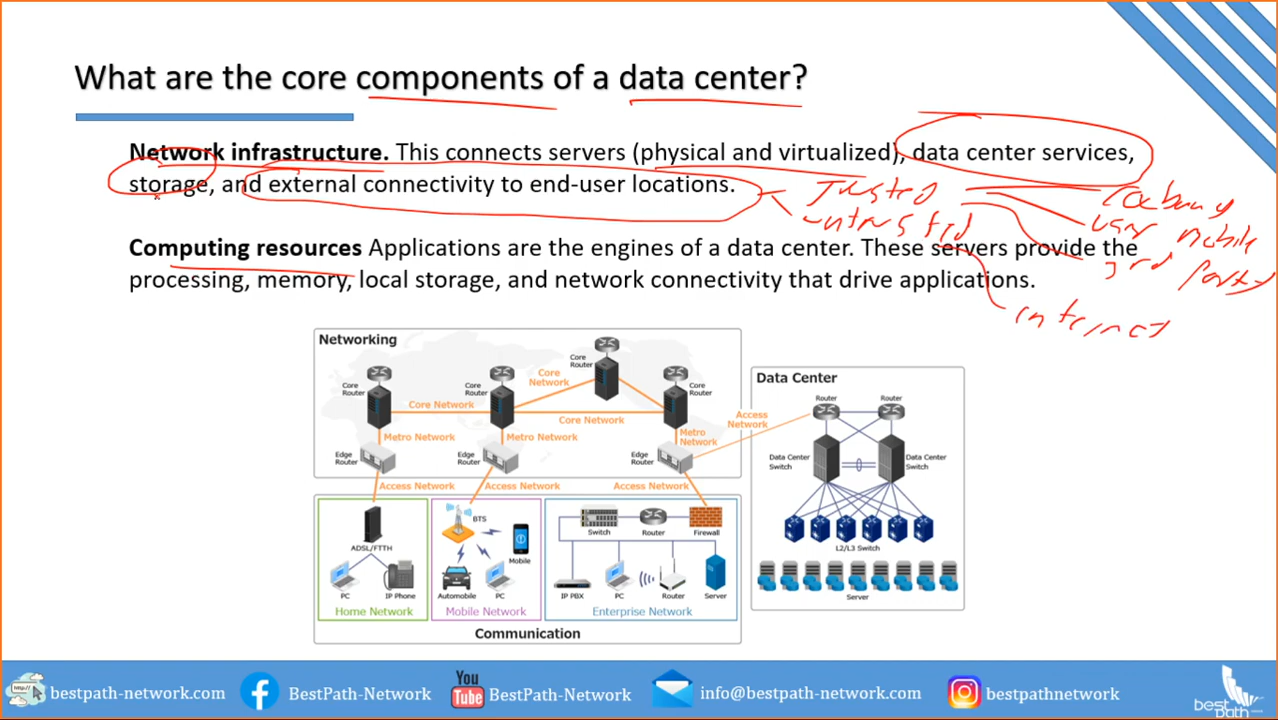 What are the core components of a data center?
Network infrastructure. This connects servers (physical and virtualized), data center services,
storage, and external connectivity to end-user locations.
Trusted
untrusted
user mobile
3rd Party
internet
Computing resources Applications are the engines of a data center. These servers provide the
processing, memory, local storage, and network connectivity that drive applications.
Networking
Core
Router
Core
Router
Core
Router
Core
Router
Core
Network
Core Network
Core Network
Metro Network
Metro Network
Metro
Network
Edge
Router
Edge
Router
Edge
Router
Access Network
Access Network
Access Network
Access
Network
Data Center
Router
Router
Data Center
Switch
Data Center
Switch
L2/L3 Switch
Server
ADSL/FTTH
PC
IP Phone
Home Network
BTS
Mobile
Automobile
PC
Mobile Network
Switch
Router
Firewall
IP PBX
PC
Router
Server
Enterprise Network
Communication
http://
bestpath-network.com
BestPath-Network
You
Tube
BestPath-Network
info@bestpath-network.com
bestpathnetwork
best
path